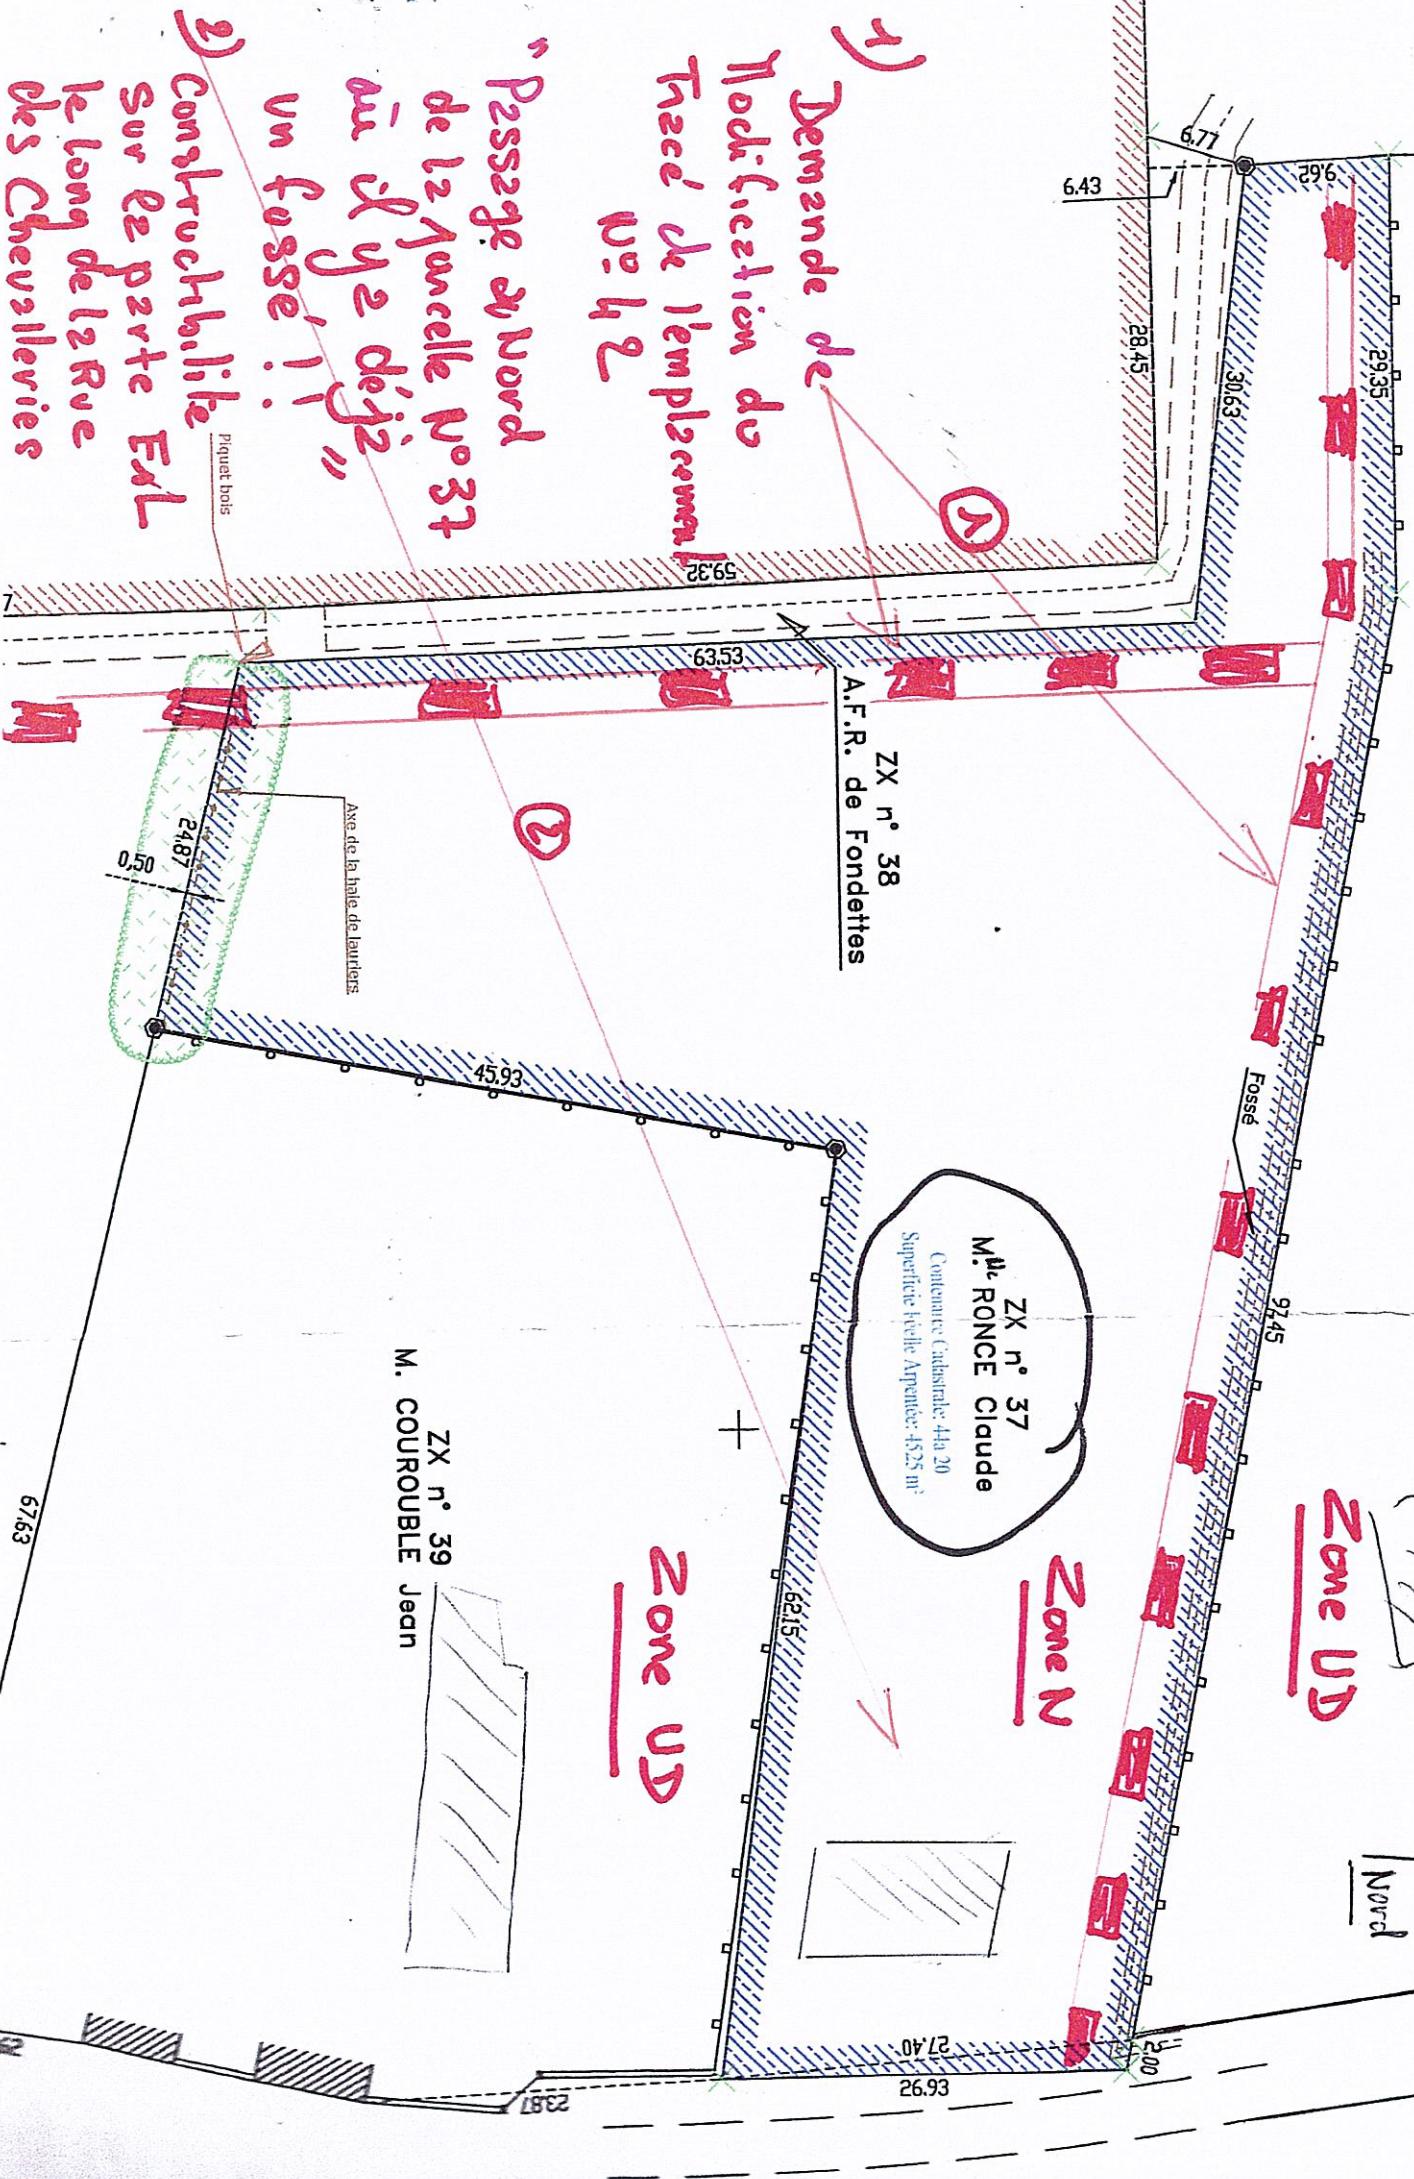 1) Demande de
Modification du
Tracé de l'emplacement
N° 42
"Passage au Nord
de la parcelle N° 37
où il y a déjà
un fossé !! "
2) Constructibilité
sur la partie Est
le long de la Rue
des Chevalleries
Piquet bois
Axe de la haie de lauriers
6.77
6.43
9.62
29.35
28.45
30.63
59.32
63.53
24.87
0,50
45.93
62.15
67.63
97.45
27.40
26.93
2.00
23.87
7
1
2
ZX n° 38
A.F.R. de Fondettes
Fossé
ZX n° 37
M. RONCE Claude
Contenance Cadastrale: 44a 20
Superficie réelle Arpentée: 4525 m²
ZX n° 39
M. COUROUBLE Jean
Zone UD
Zone N
Zone UD
Nord